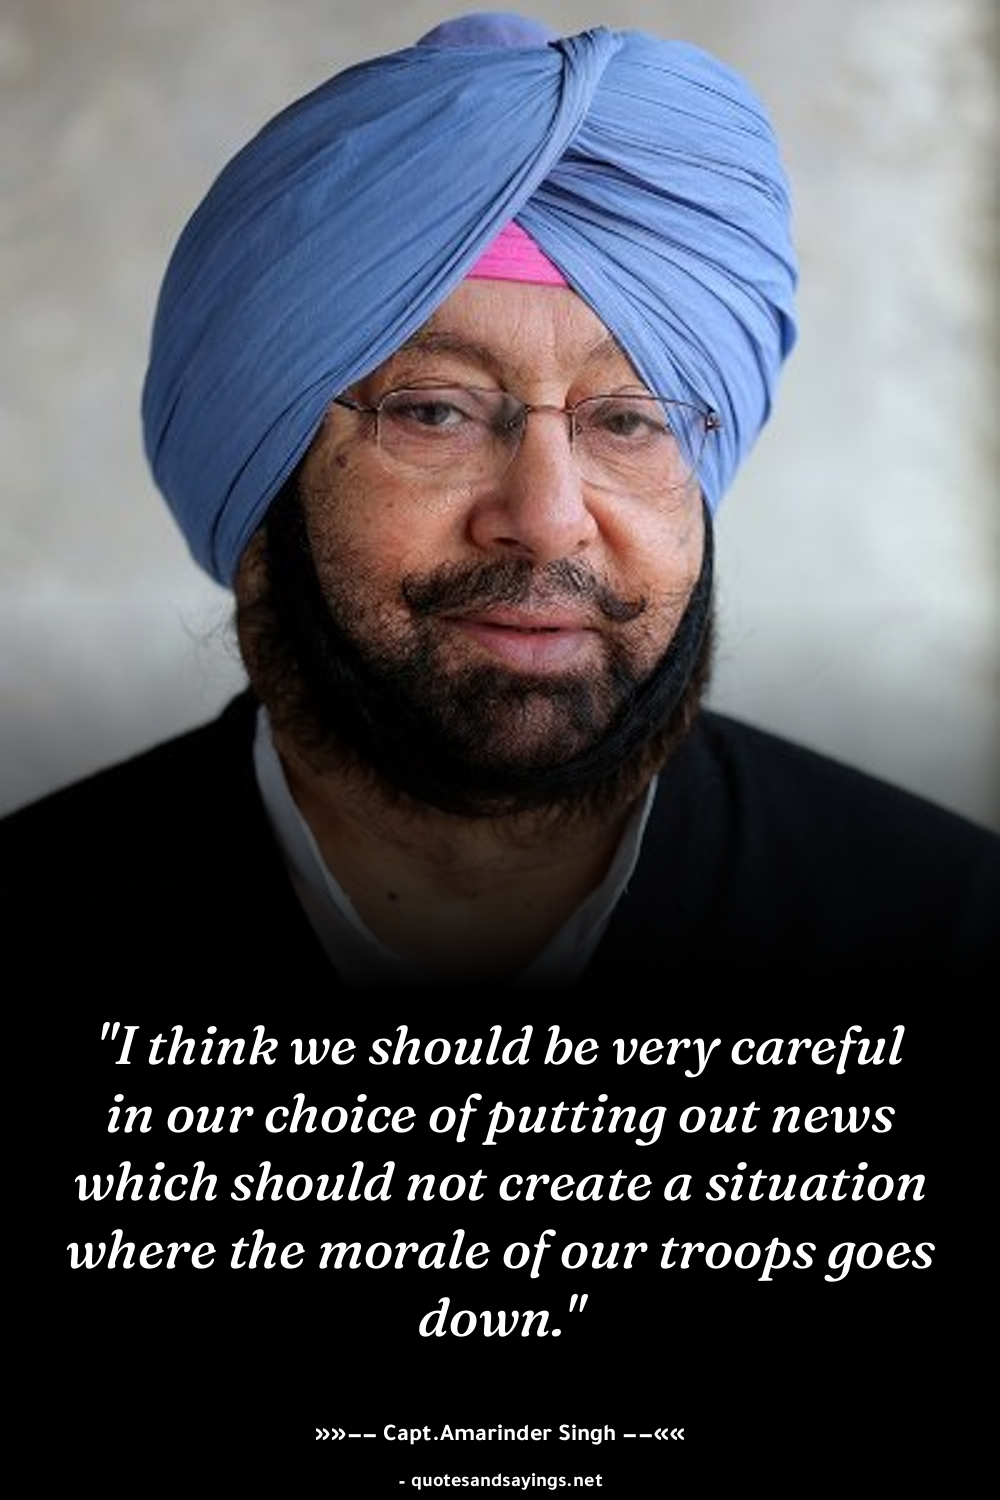 "I think we should be very careful
in our choice of putting out news
which should not create a situation
where the morale of our troops goes
down."
»»—— Capt.Amarinder Singh ——««
- quotesandsayings.net